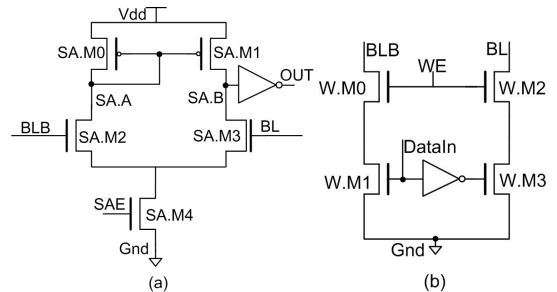 Vdd
SA.M0
SA.M1
OUT
SA.A
SA.B
BLB
SA.M2
SA.M3
BL
SAE
SA.M4
Gnd
(a)
BLB
WE
BL
W.M0
W.M2
DataIn
W.M1
W.M3
Gnd
(b)